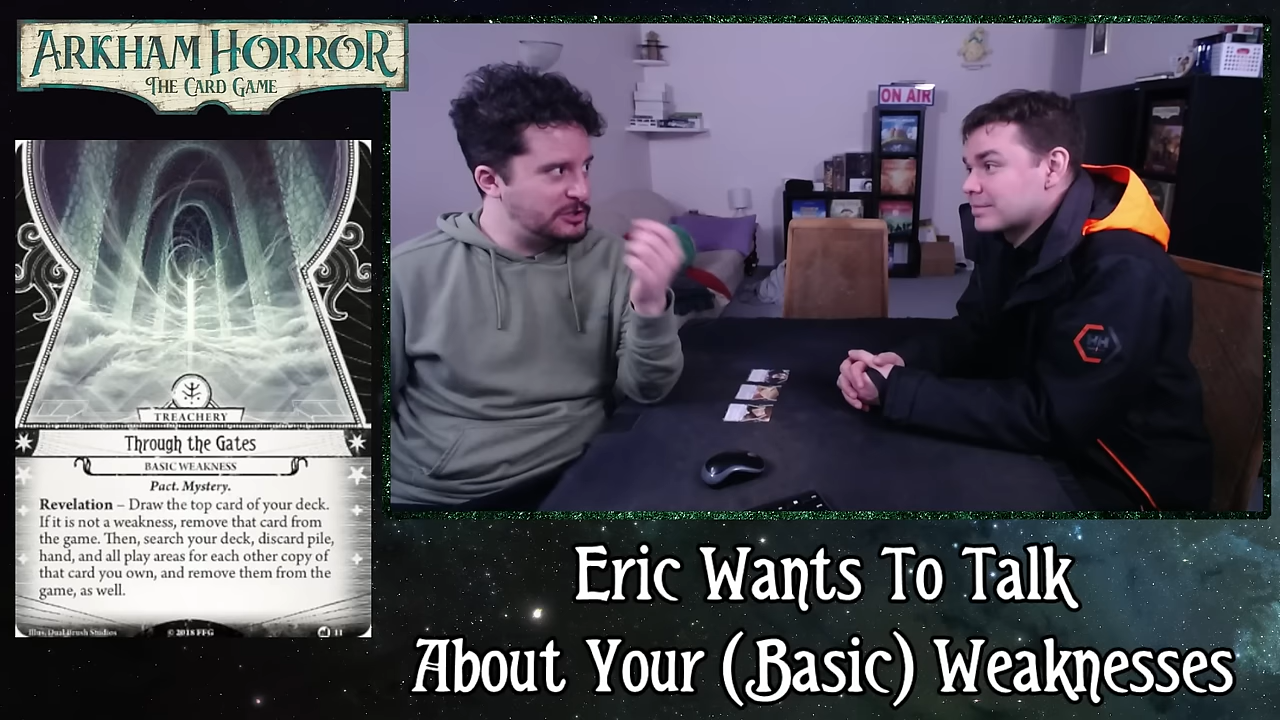 ARKHAM HORROR
THE CARD GAME
ON AIR
TREACHERY
Through the Gates
BASIC WEAKNESS
Pact. Mystery.
Revelation – Draw the top card of your deck.
If it is not a weakness, remove that card from
the game. Then, search your deck, discard pile,
hand, and all play areas for each other copy of
that card you own, and remove them from the
game, as well.
Illus. Dual Brush Studios
© 2018 FFG
11
Eric Wants To Talk
About Your (Basic) Weaknesses